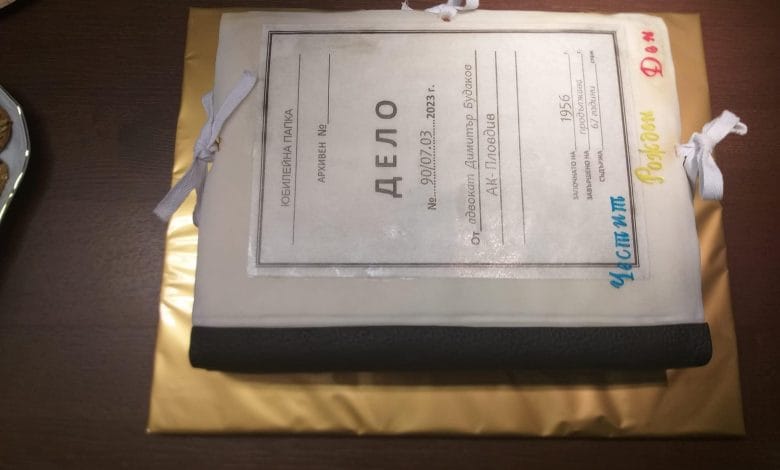 ЮБИЛЕЙНА ПАПКА
АРХИВЕН №
ДЕЛО
№.....90/07.03.....2023 г.
От адвокат Димитър Будаков
АК- Пловдив
ЗАПОЧНАТО НА 1956 г.
ЗАВЪРШЕНО НА продължава г.
СЪДЪРЖА 67 години стр.
Честит Рожден Ден